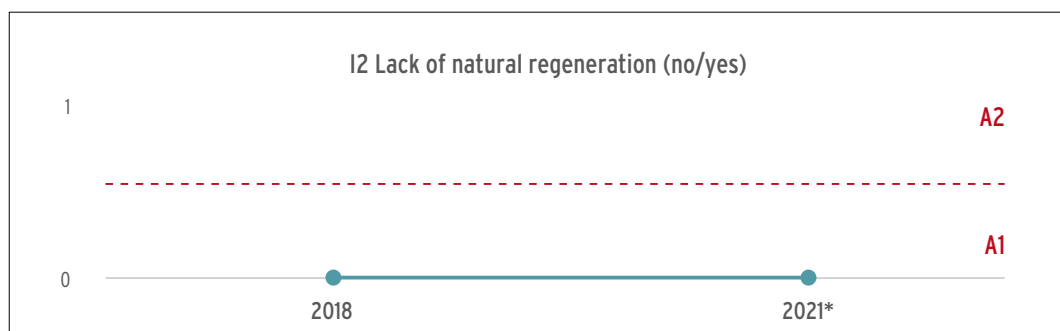 I2 Lack of natural regeneration (no/yes)
1
A2
A1
0
2018 2021*